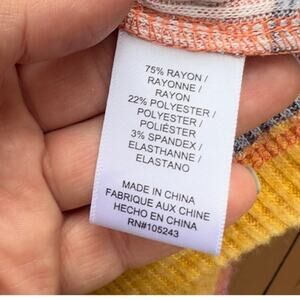 75% RAYON /
RAYONNE /
RAYON
22% POLYESTER /
POLYESTER /
POLIÉSTER
3% SPANDEX /
ELASTHANNE /
ELASTANO
MADE IN CHINA
FABRIQUE AUX CHINE
HECHO EN CHINA
RN#105243